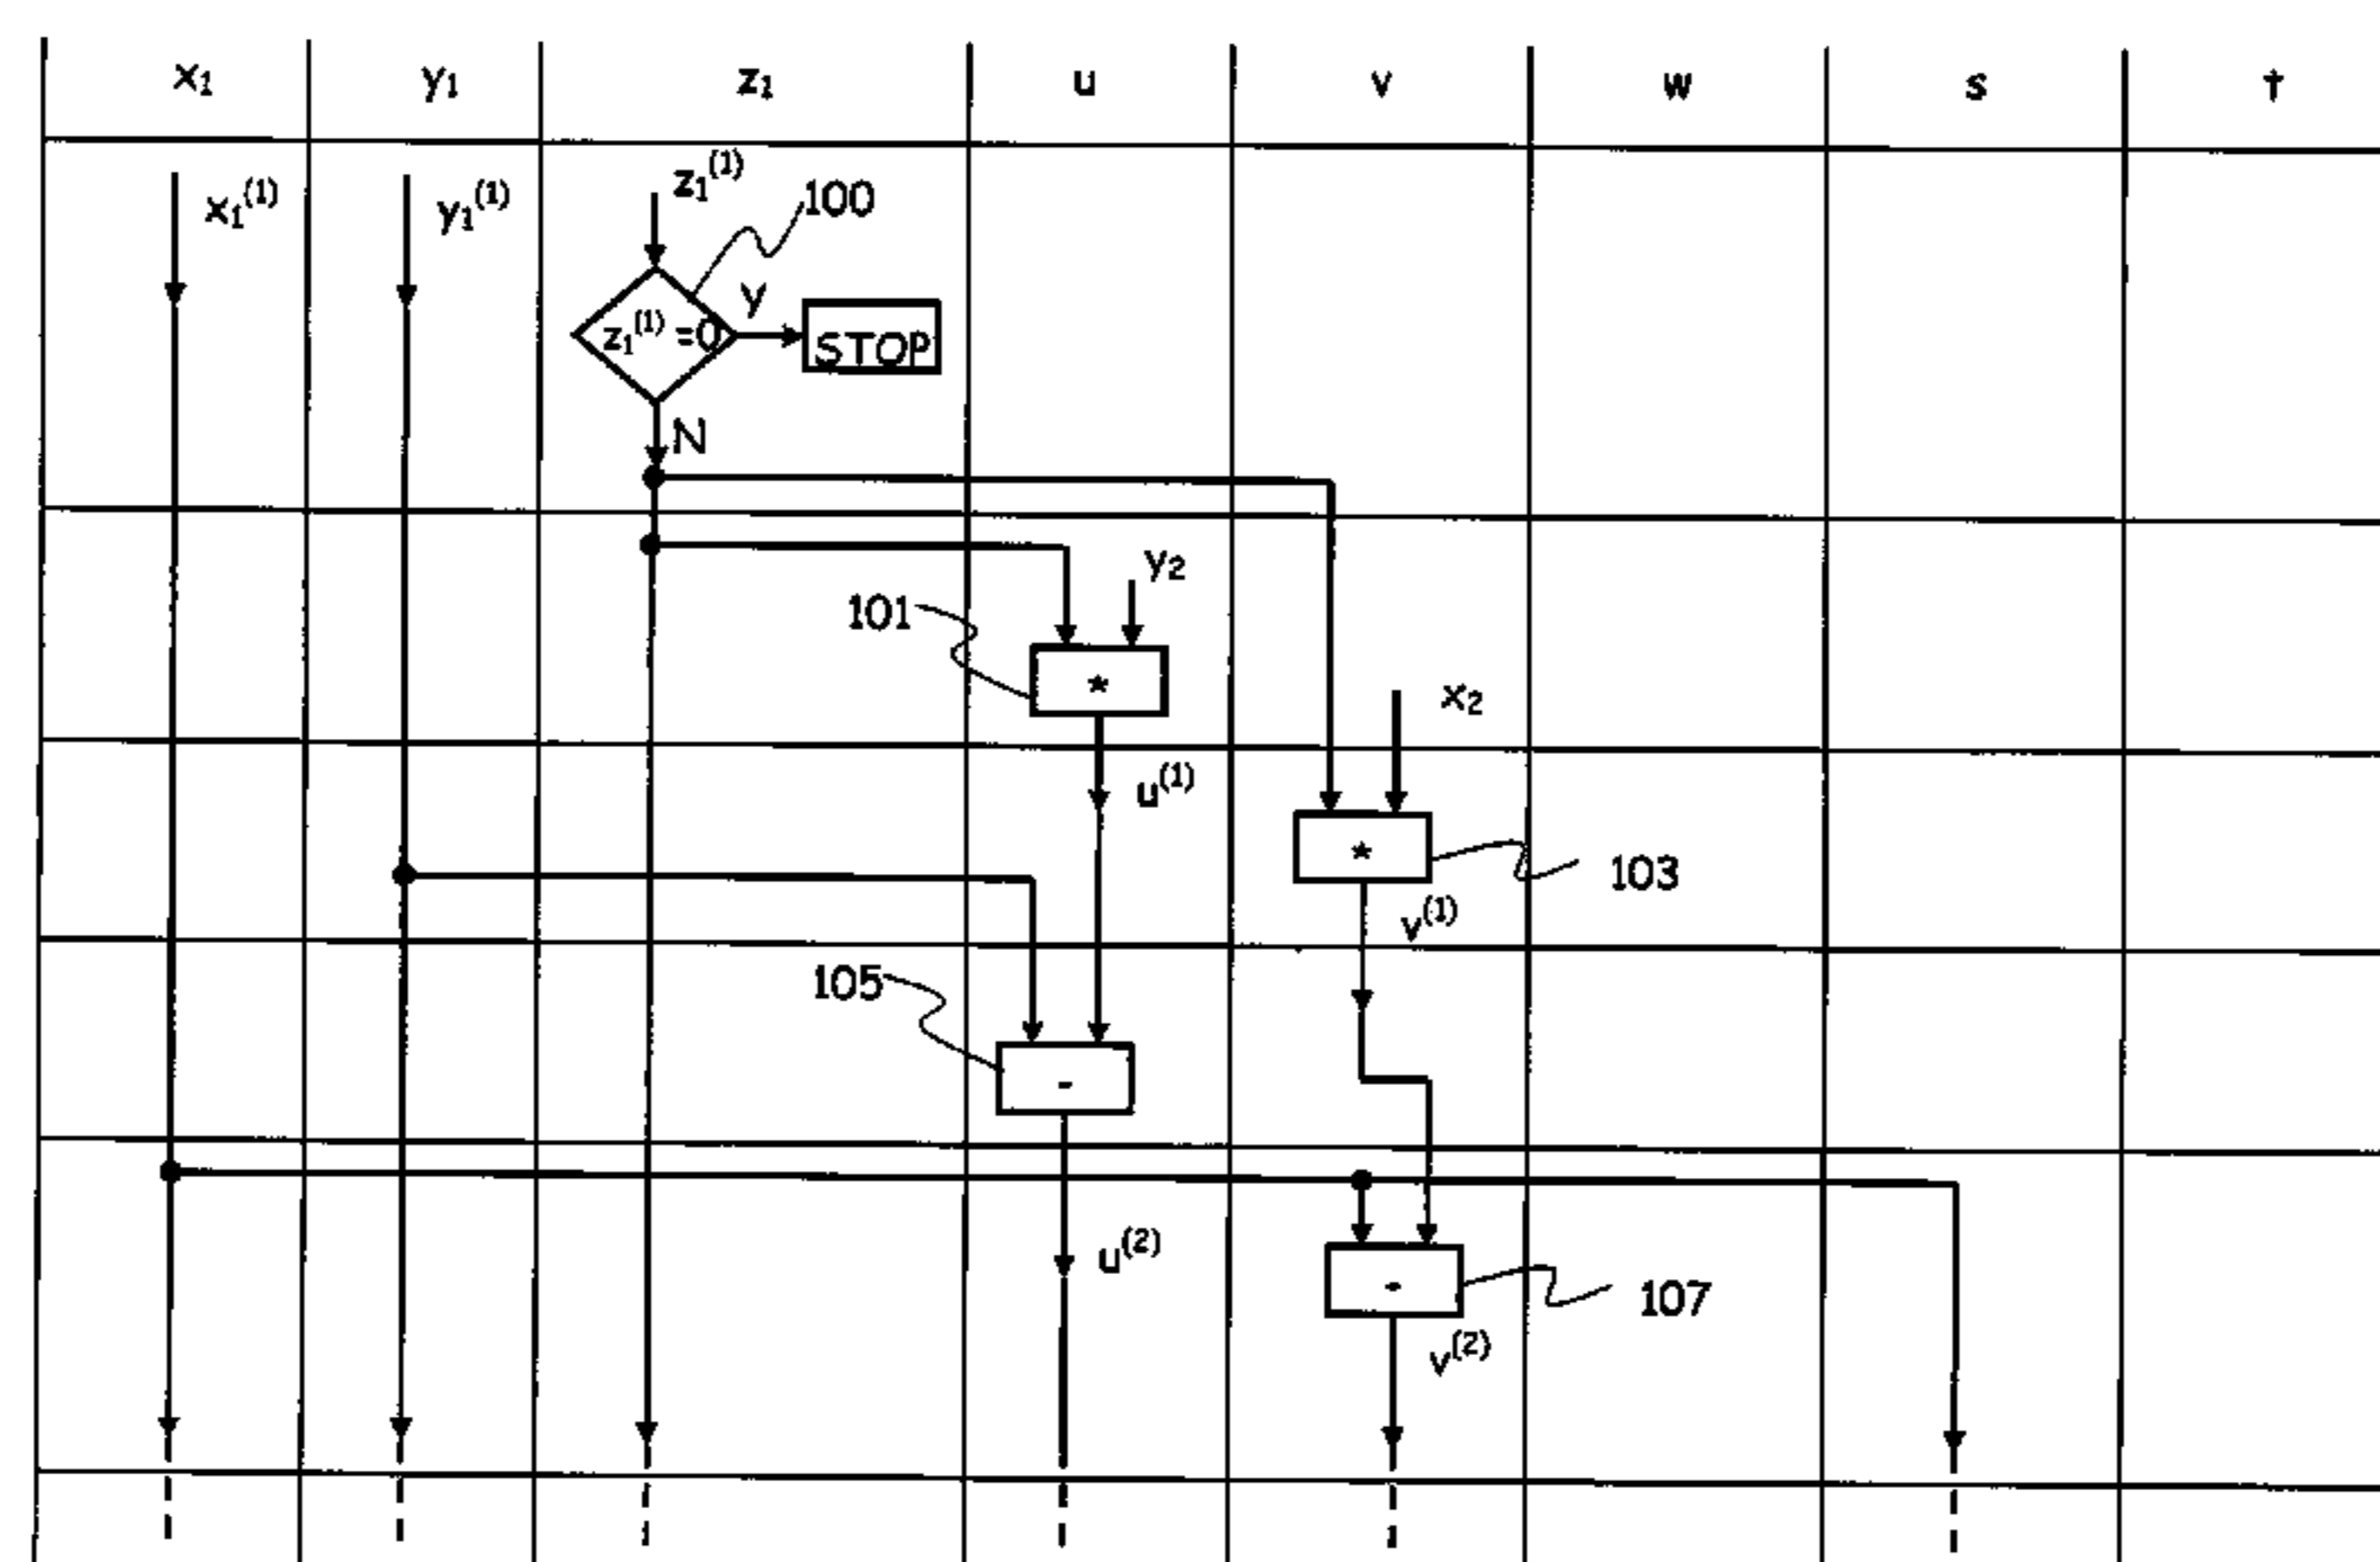 x₁ y₁ z₁ u v w s t
x₁⁽¹⁾ y₁⁽¹⁾ z₁⁽¹⁾ 100
z₁⁽¹⁾ =0 Y STOP
N
y₂
101
*
x₂
u⁽¹⁾
*
103
v⁽¹⁾
105
-
u⁽²⁾
-
107
v⁽²⁾